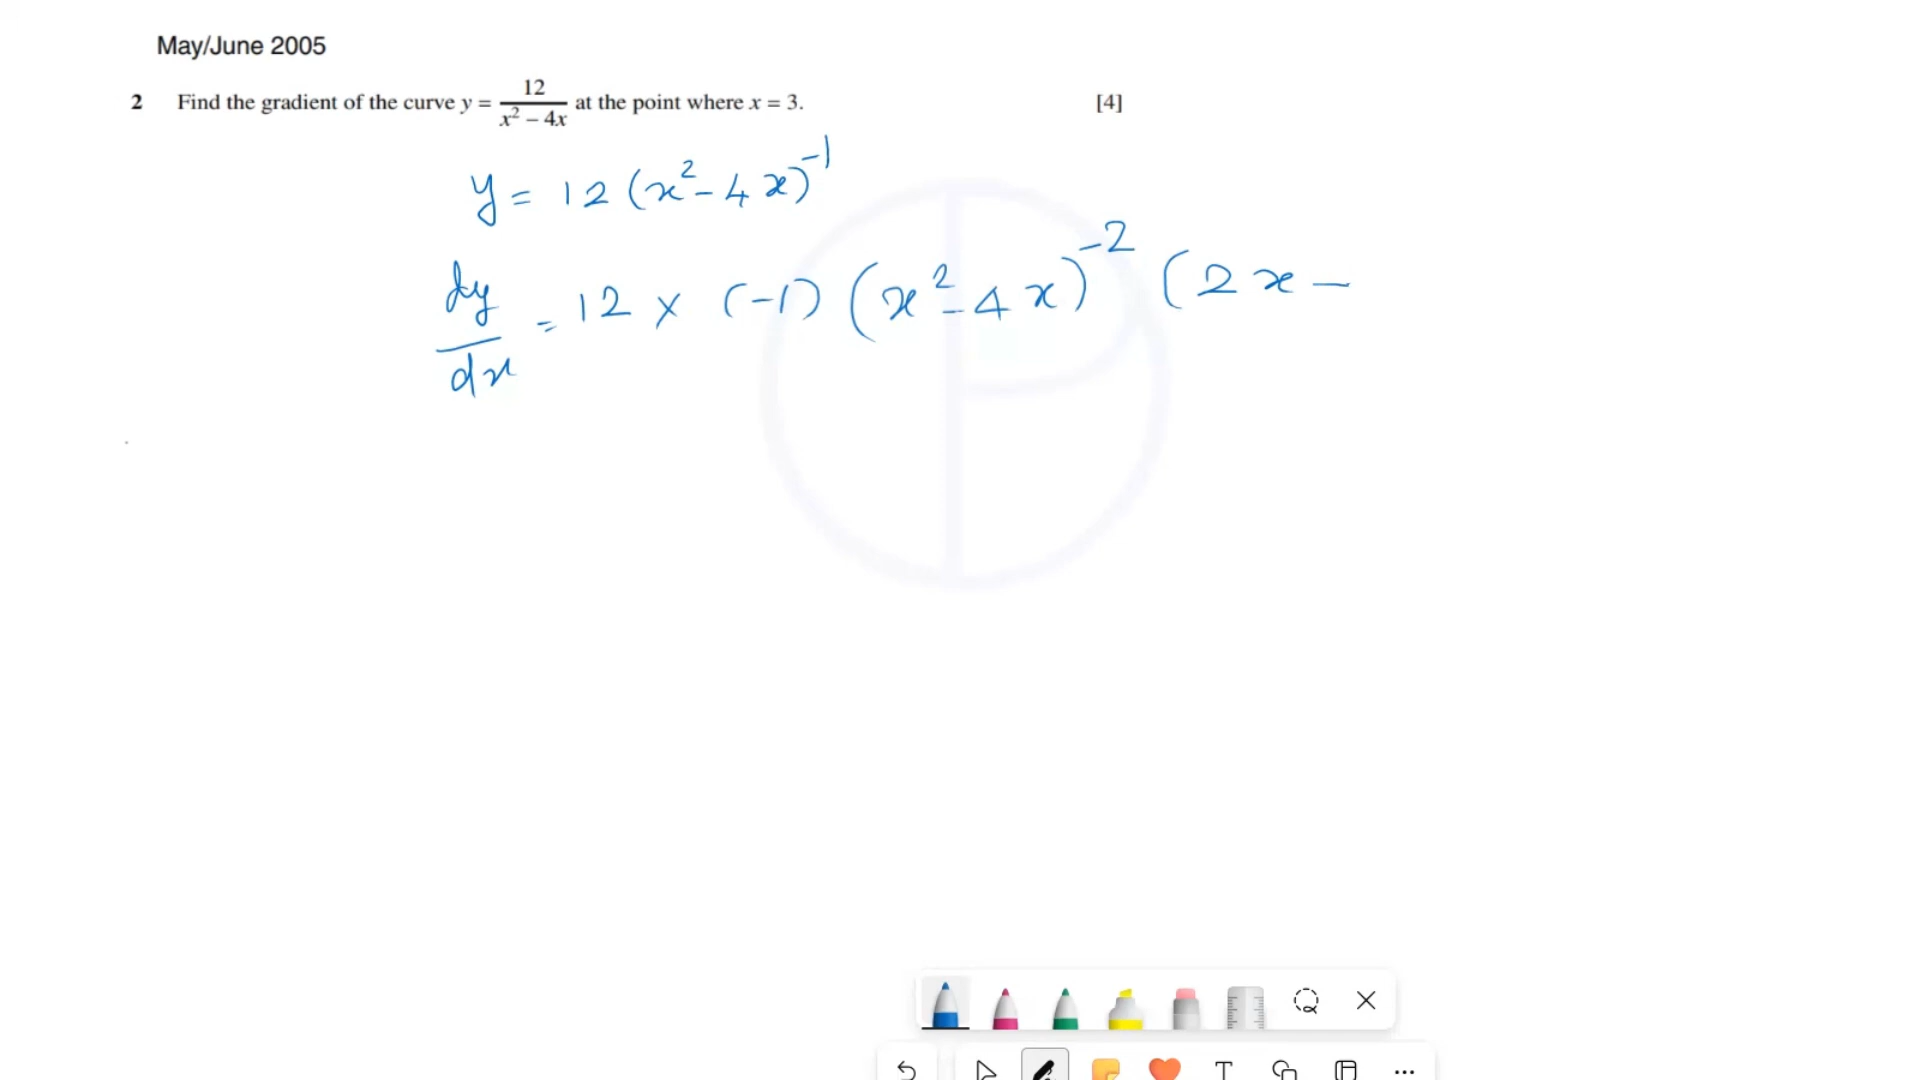 May/June 2005
2 Find the gradient of the curve y = 12/(x² – 4x) at the point where x = 3. [4]
y = 12 (x² - 4x)⁻¹
dy/dx = 12 × (-1) (x² - 4x)⁻² (2x -
T